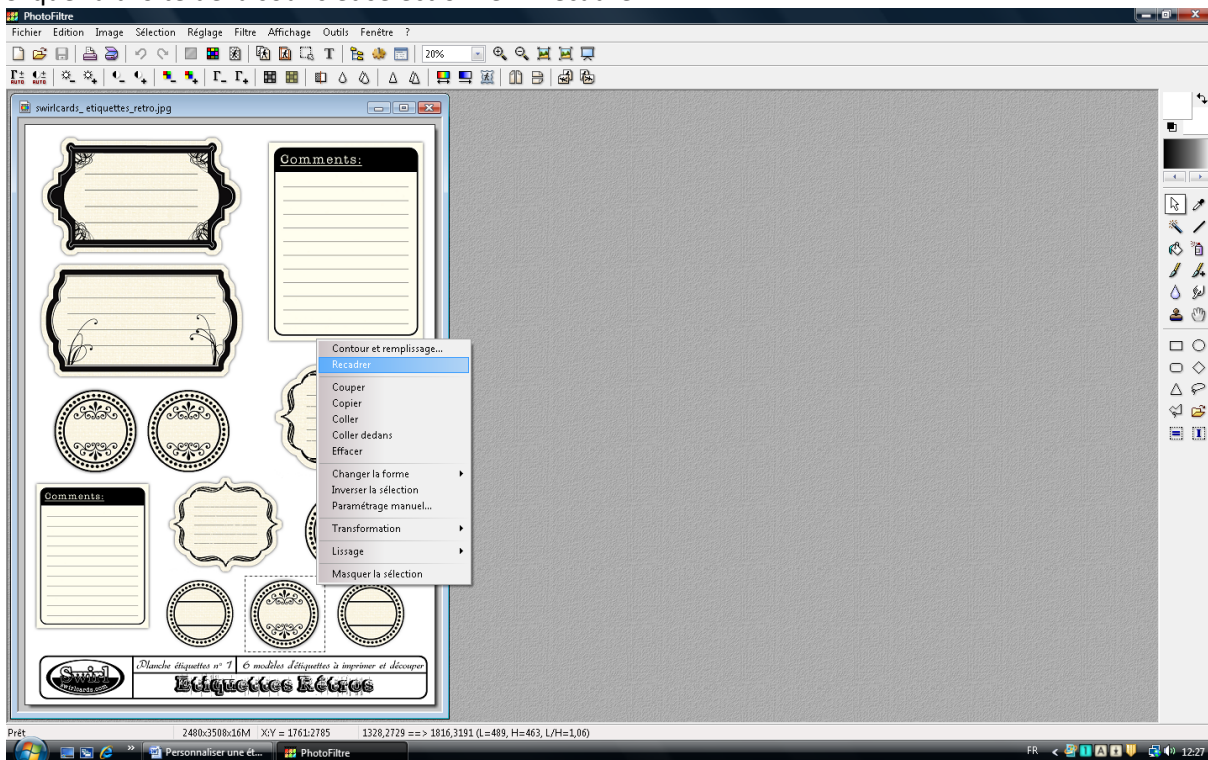 PhotoFiltre
Fichier Edition Image Sélection Réglage Filtre Affichage Outils Fenêtre ?
20%
swirlcards_ etiquettes_retro.jpg
Comments:
Contour et remplissage...
Recadrer
Couper
Copier
Coller
Coller dedans
Effacer
Changer la forme
Inverser la sélection
Paramétrage manuel...
Transformation
Lissage
Masquer la sélection
Comments:
Swirl
swirlcards.com
Planche étiquettes n° 1
6 modèles d'étiquettes à imprimer et découper
Etiquettes Rétros
Prêt 2480x3508x16M X:Y = 1761:2785 1328,2729 ==> 1816,3191 (L=489, H=463, L/H=1,06)
Personnaliser une ét... PhotoFiltre FR 12:27